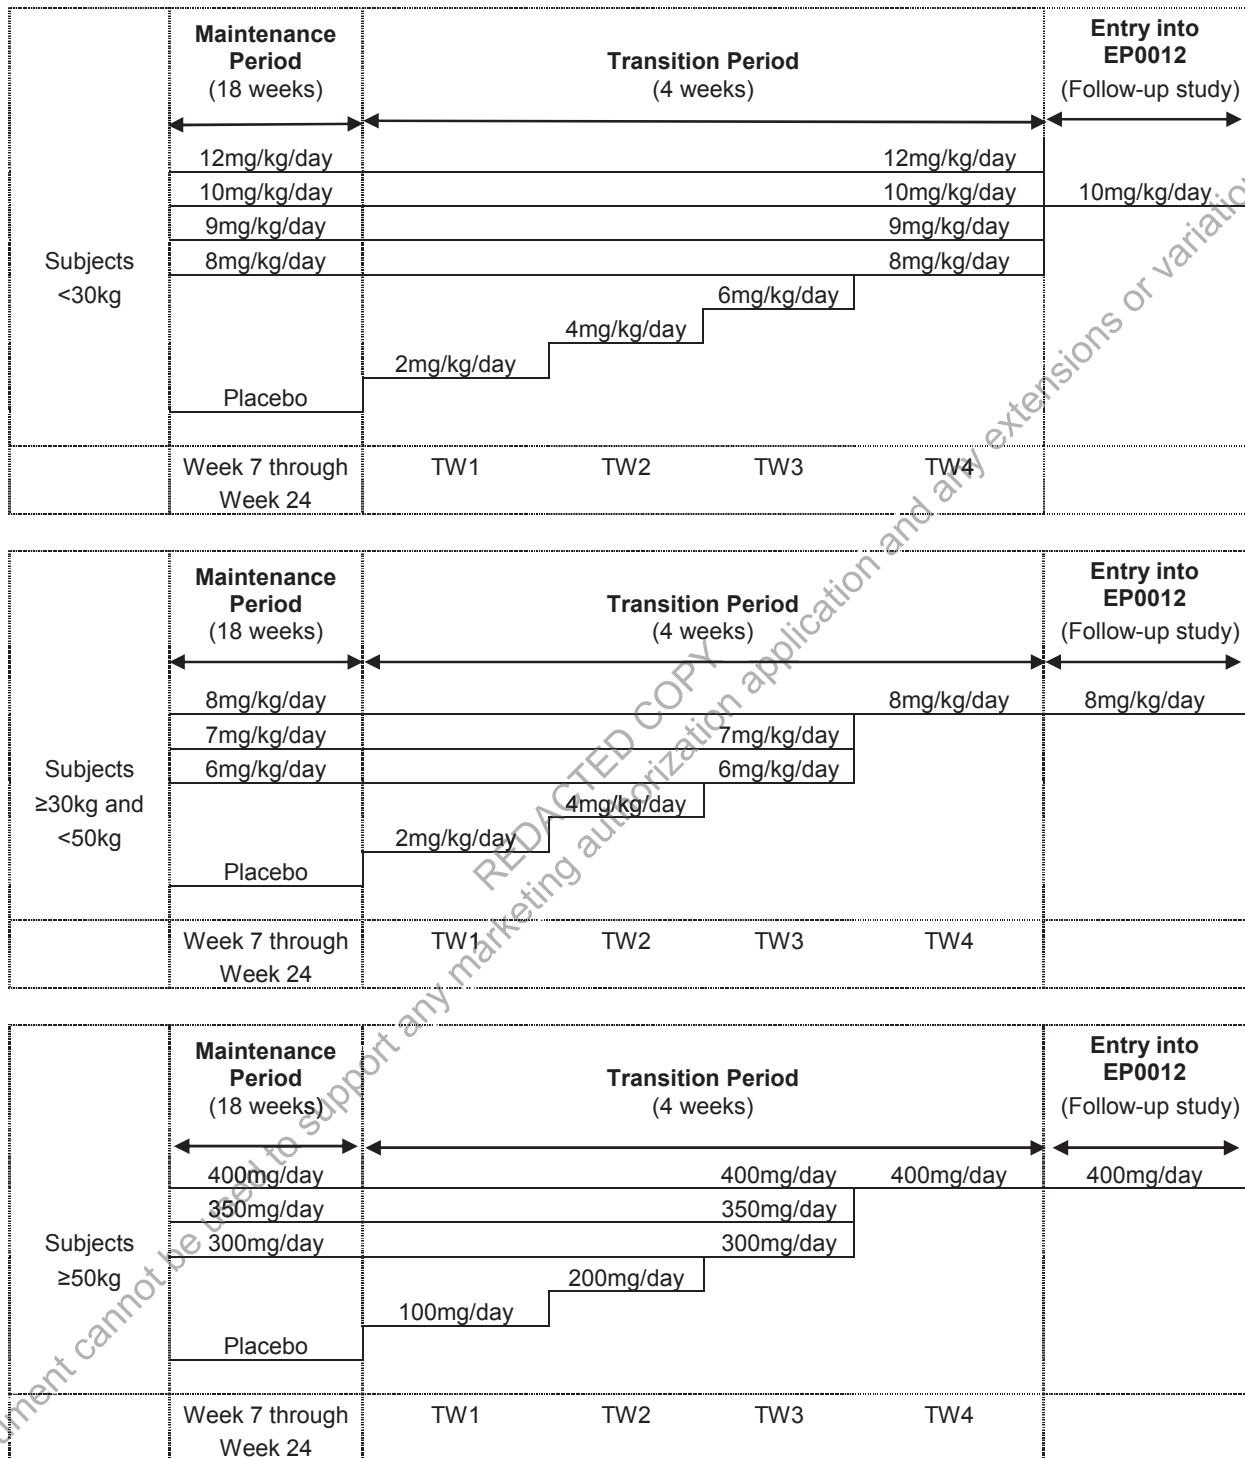 Maintenance
Period
(18 weeks)
Transition Period
(4 weeks)
Entry into
EP0012
(Follow-up study)
12mg/kg/day 12mg/kg/day
10mg/kg/day 10mg/kg/day 10mg/kg/day
9mg/kg/day 9mg/kg/day
Subjects 8mg/kg/day 8mg/kg/day
<30kg 6mg/kg/day
4mg/kg/day
2mg/kg/day
Placebo
Week 7 through TW1 TW2 TW3 TW4
Week 24
Maintenance
Period
(18 weeks)
Transition Period
(4 weeks)
Entry into
EP0012
(Follow-up study)
8mg/kg/day 8mg/kg/day 8mg/kg/day
7mg/kg/day 7mg/kg/day
Subjects 6mg/kg/day 6mg/kg/day
≥30kg and 4mg/kg/day
<50kg 2mg/kg/day
Placebo
Week 7 through TW1 TW2 TW3 TW4
Week 24
Maintenance
Period
(18 weeks)
Transition Period
(4 weeks)
Entry into
EP0012
(Follow-up study)
400mg/day 400mg/day 400mg/day 400mg/day
350mg/day 350mg/day
Subjects 300mg/day 300mg/day
≥50kg 200mg/day
100mg/day
Placebo
Week 7 through TW1 TW2 TW3 TW4
Week 24
REDACTED COPY
cannot be used to support any marketing authorization application and any extensions or